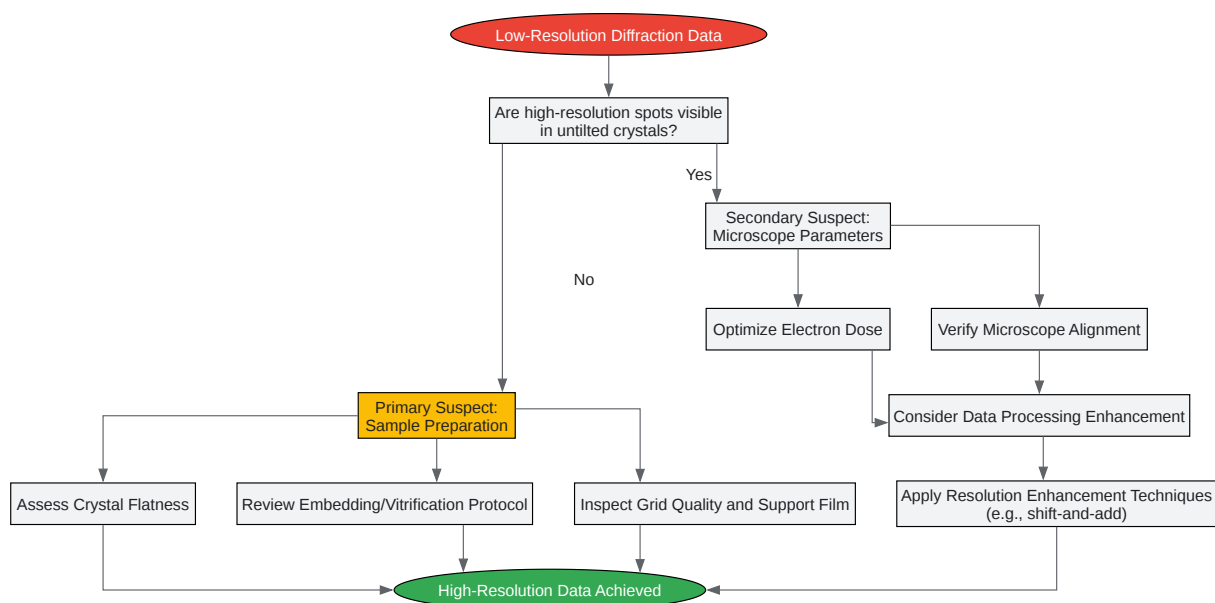 Low-Resolution Diffraction Data
Are high-resolution spots visible
in untilted crystals?
Yes
Secondary Suspect:
Microscope Parameters
No
Optimize Electron Dose
Verify Microscope Alignment
Primary Suspect:
Sample Preparation
Consider Data Processing Enhancement
Assess Crystal Flatness
Review Embedding/Vitrification Protocol
Inspect Grid Quality and Support Film
Apply Resolution Enhancement Techniques
(e.g., shift-and-add)
High-Resolution Data Achieved